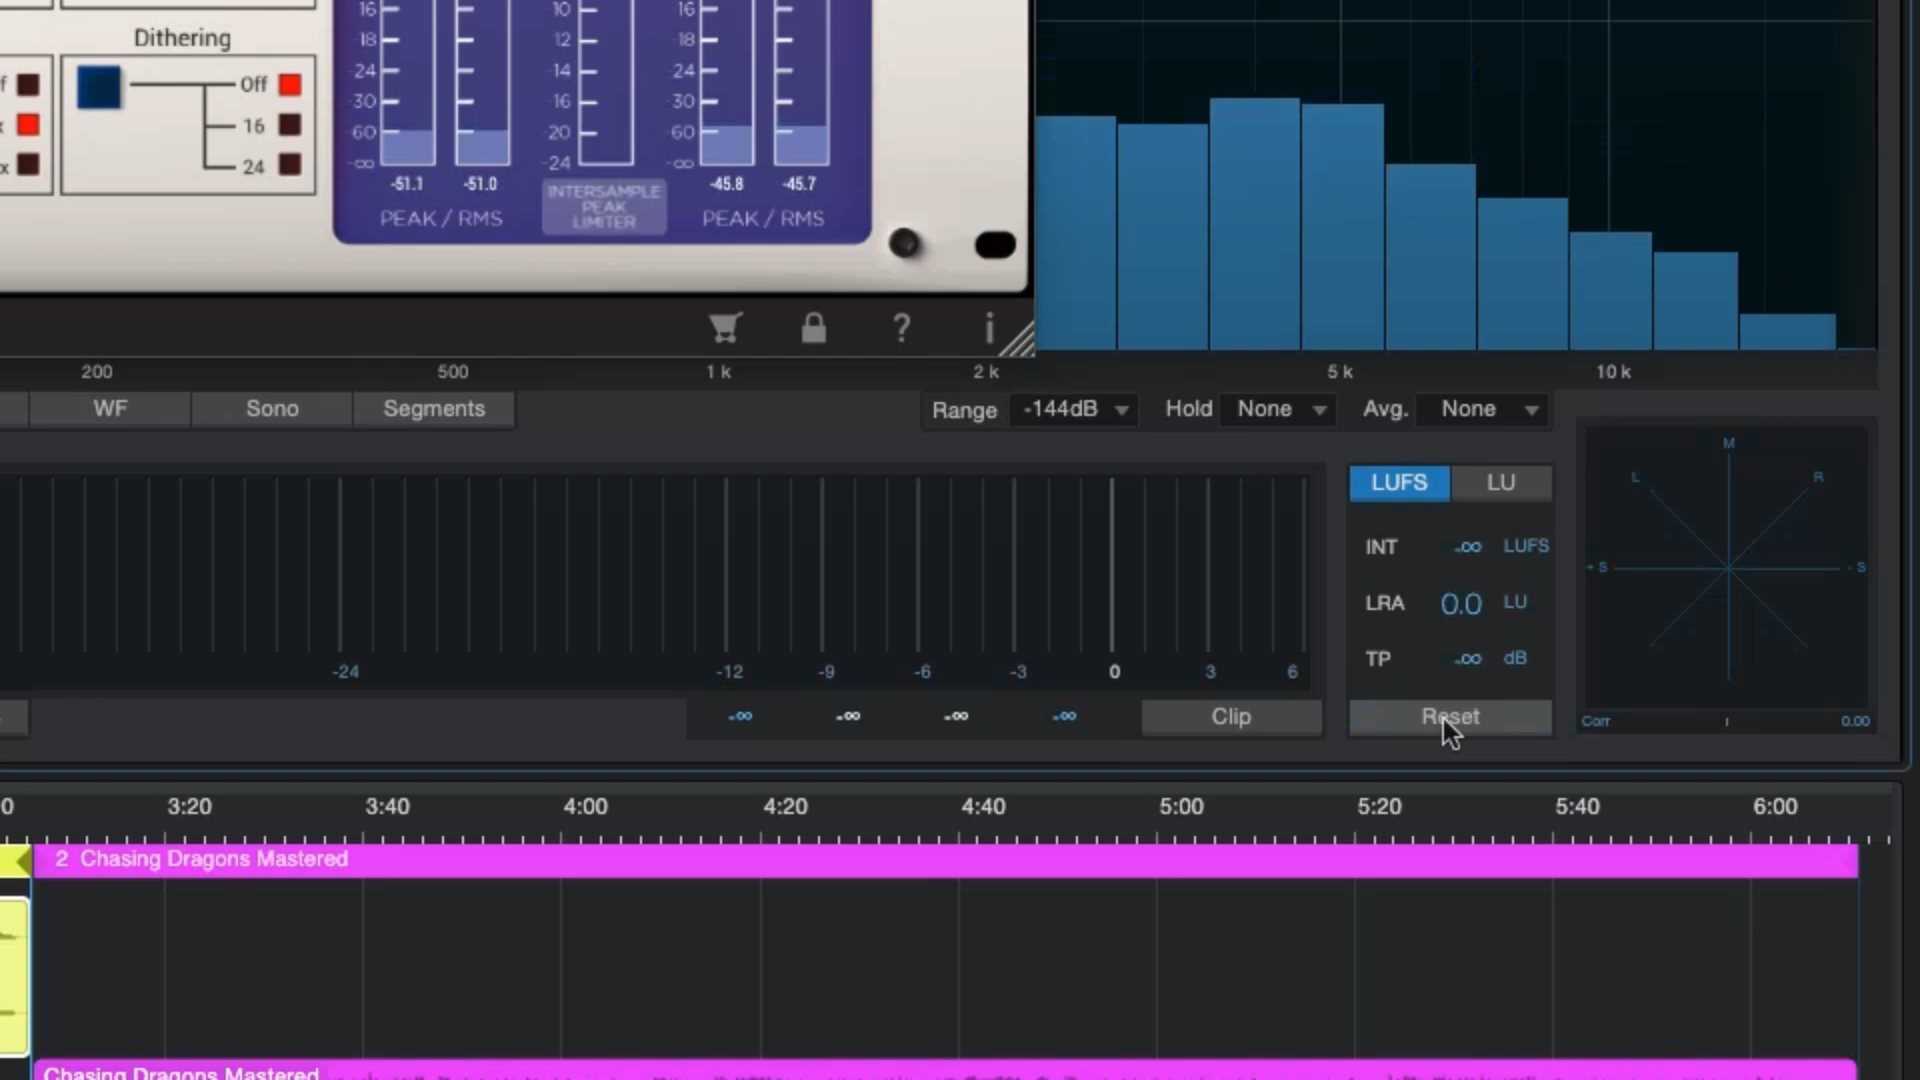 Dithering
Off
16
24
16
18
24
-30
-60
-∞
10
12
14
-16
-20
-24
16
18
24
-30
-60
-∞
-51.1 -51.0
-45.8 -45.7
INTERSAMPLE
PEAK
LIMITER
PEAK / RMS
PEAK / RMS
? i
200 500 1 k 2 k 5 k 10 k
WF Sono Segments
Range -144dB Hold None Avg. None
LUFS LU
INT -∞ LUFS
LRA 0.0 LU
TP -∞ dB
Reset
M
L R
+ S - S
Corr 0.00
-24 -12 -9 -6 -3 0 3 6
-∞ -∞ -∞ -∞ Clip
3:20 3:40 4:00 4:20 4:40 5:00 5:20 5:40 6:00
2 Chasing Dragons Mastered
Chasing Dragons Mastered